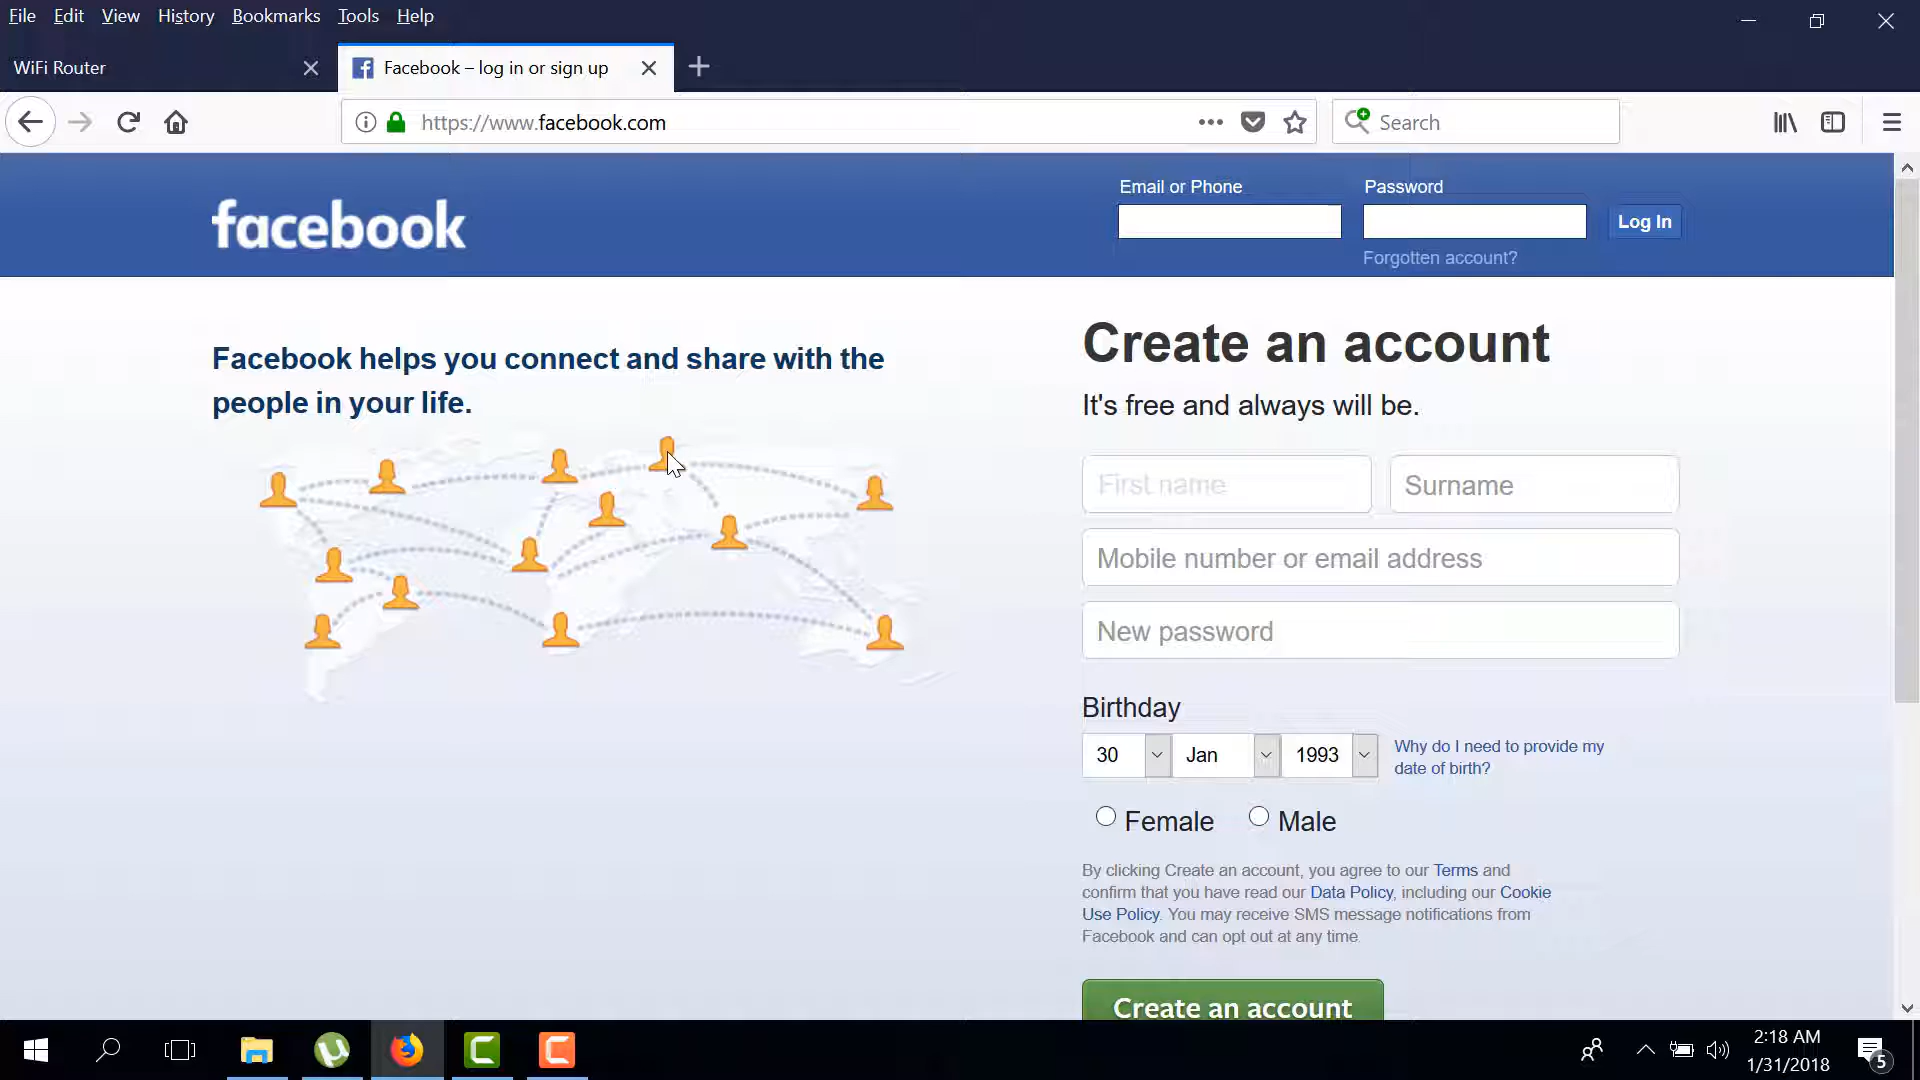 File Edit View History Bookmarks Tools Help
WiFi Router
Facebook – log in or sign up
https://www.facebook.com
Search
facebook
Email or Phone
Password
Log In
Forgotten account?
Facebook helps you connect and share with the
people in your life.
Create an account
It's free and always will be.
First name
Surname
Mobile number or email address
New password
Birthday
30
Jan
1993
Why do I need to provide my
date of birth?
Female
Male
By clicking Create an account, you agree to our Terms and
confirm that you have read our Data Policy, including our Cookie
Use Policy. You may receive SMS message notifications from
Facebook and can opt out at any time.
Create an account
2:18 AM
1/31/2018
5